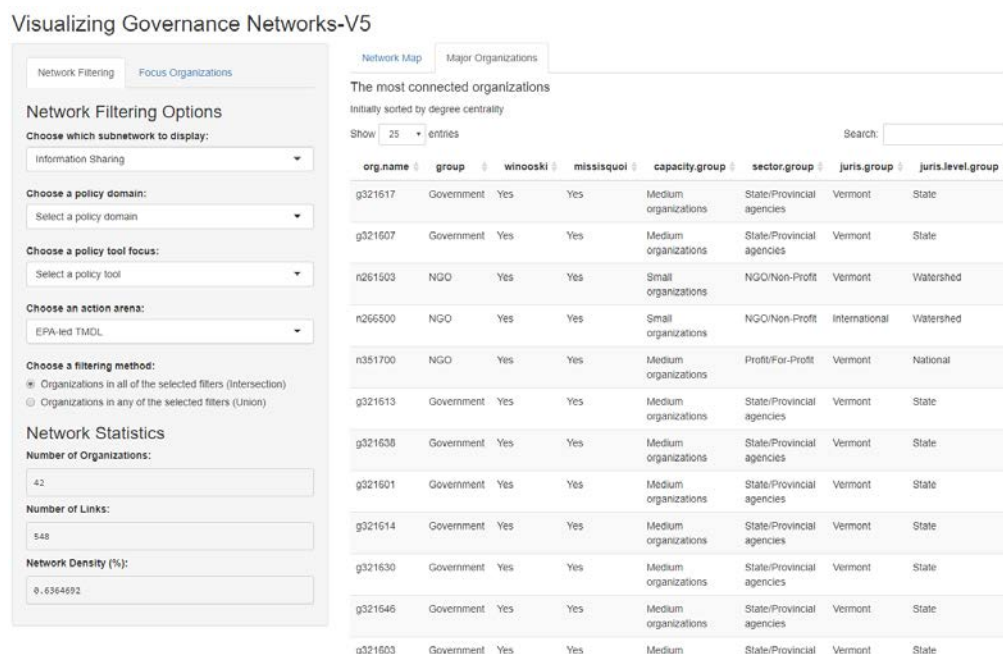 Visualizing Governance Networks-V5
Network Filtering Focus Organizations
Network Filtering Options
Choose which subnetwork to display:
Information Sharing
Choose a policy domain:
Select a policy domain
Choose a policy tool focus:
Select a policy tool
Choose an action arena:
EPA-led TMDL
Choose a filtering method:
Organizations in all of the selected filters (Intersection)
Organizations in any of the selected filters (Union)
Network Statistics
Number of Organizations:
42
Number of Links:
548
Network Density (%):
0.6364692
Network Map Major Organizations
The most connected organizations
Initially sorted by degree centrality
Show 25 entries Search:
org.name group winooski missisquoi capacity.group sector.group juris.group juris.level.group
g321617 Government Yes Yes Medium State/Provincial Vermont State
organizations agencies
g321607 Government Yes Yes Medium State/Provincial Vermont State
organizations agencies
n261503 NGO Yes Yes Small NGO/Non-Profit Vermont Watershed
organizations
n266500 NGO Yes Yes Small NGO/Non-Profit International Watershed
organizations
n351700 NGO Yes Yes Medium Profit/For-Profit Vermont National
organizations
g321613 Government Yes Yes Medium State/Provincial Vermont State
organizations agencies
g321638 Government Yes Yes Medium State/Provincial Vermont State
organizations agencies
g321601 Government Yes Yes Medium State/Provincial Vermont State
organizations agencies
g321614 Government Yes Yes Medium State/Provincial Vermont State
organizations agencies
g321630 Government Yes Yes Medium State/Provincial Vermont State
organizations agencies
g321646 Government Yes Yes Medium State/Provincial Vermont State
organizations agencies
g321603 Government Yes Yes Medium State/Provincial Vermont State